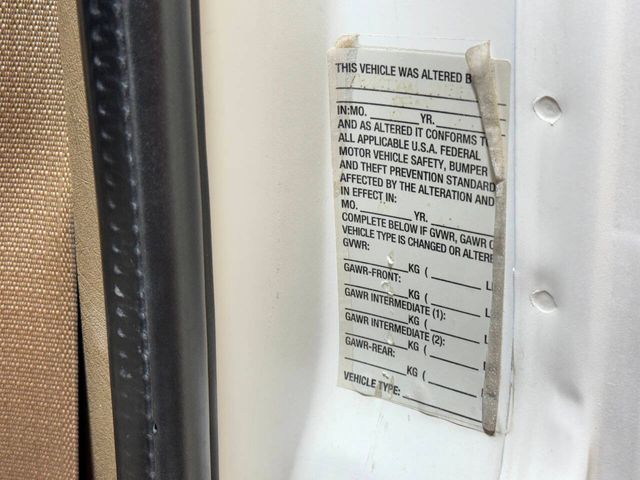 THIS VEHICLE WAS ALTERED B
IN:MO. YR.
AND AS ALTERED IT CONFORMS T
ALL APPLICABLE U.S.A. FEDERAL
MOTOR VEHICLE SAFETY, BUMPER
AND THEFT PREVENTION STANDARD
AFFECTED BY THE ALTERATION AND
IN EFFECT IN:
MO. YR.
COMPLETE BELOW IF GVWR, GAWR O
VEHICLE TYPE IS CHANGED OR ALTERE
GVWR:
KG ( L
GAWR-FRONT:
KG ( L
GAWR INTERMEDIATE (1):
KG ( L
GAWR INTERMEDIATE (2):
KG ( L
GAWR-REAR:
KG ( L
VEHICLE TYPE: